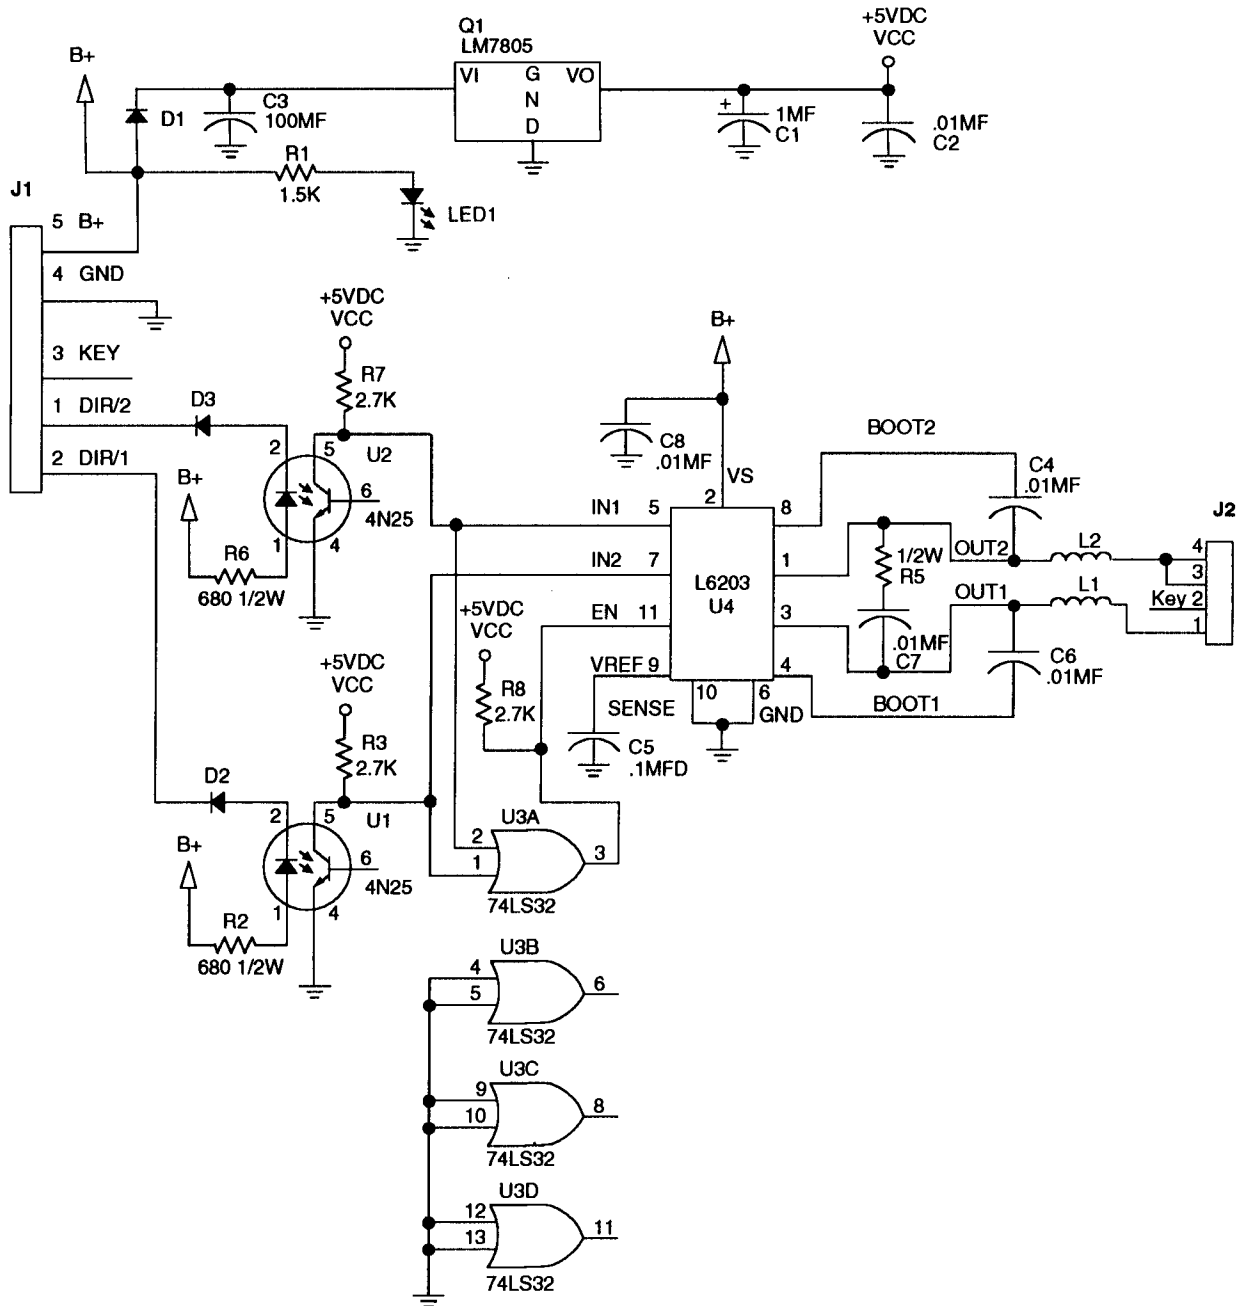 +5VDC
VCC
Q1
LM7805
VI G VO
N
D
B+
D1
C3
100MF
+ 1MF
C1
.01MF
C2
R1
1.5K
LED1
J1
5 B+
4 GND
3 KEY
1 DIR/2
2 DIR/1
+5VDC
VCC
R7
2.7K
D3
2 5 U2
B+
6
4N25
1 4
R6
680 1/2W
B+
C8
.01MF
VS
2
BOOT2
C4
.01MF
J2
IN1 5
8
IN2 7
1
L6203
U4
1/2W
R5
OUT2
L2
4
3
Key 2
1
EN 11
3
OUT1
L1
.01MF
C7
VREF 9
4
C6
.01MF
10 6
SENSE
GND
BOOT1
C5
.1MFD
+5VDC
VCC
R8
2.7K
+5VDC
VCC
R3
2.7K
D2
2 5 U1
B+
6
4N25
1 4
R2
680 1/2W
U3A
2
1
3
74LS32
U3B
4
5
6
74LS32
U3C
9
10
8
74LS32
U3D
12
13
11
74LS32